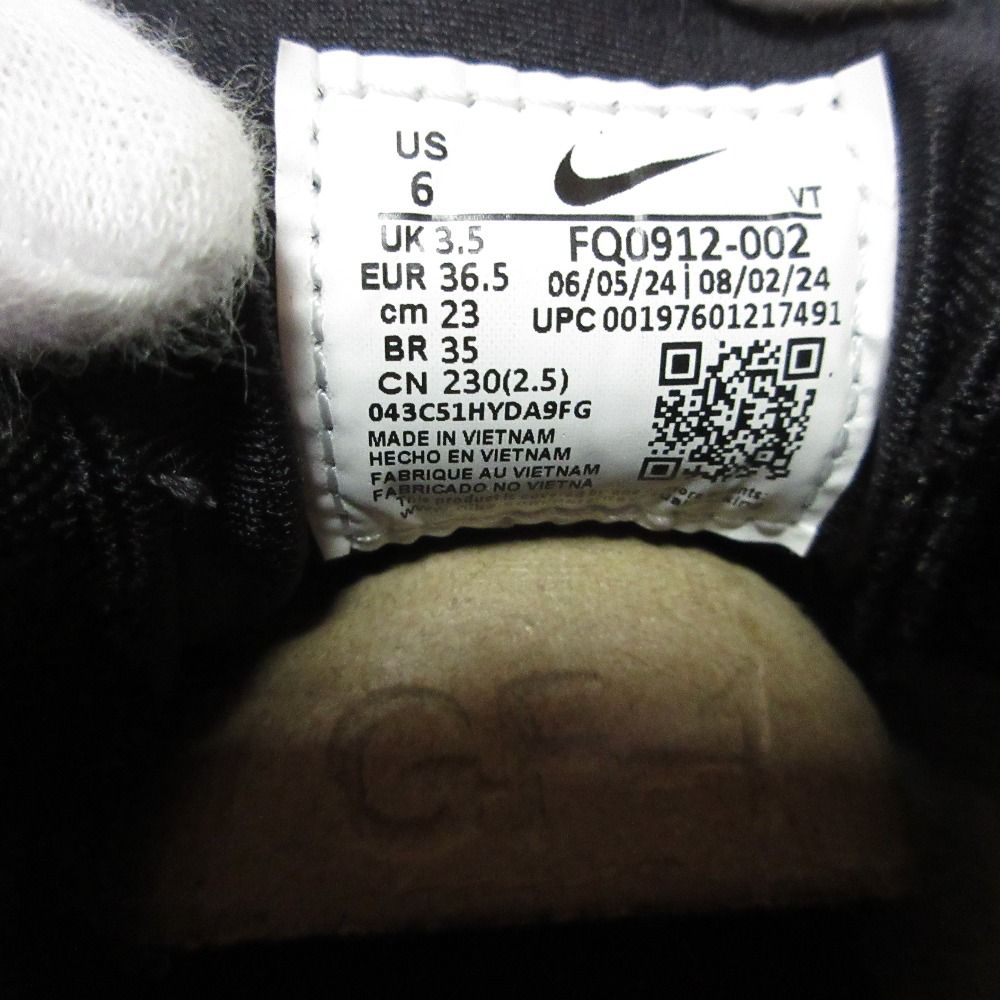 US
6
VT
UK 3.5
EUR 36.5
cm 23
BR 35
CN 230(2.5)
043C51HYDA9FG
FQ0912-002
06/05/24 | 08/02/24
UPC 00197601217491
MADE IN VIETNAM
HECHO EN VIETNAM
FABRIQUE AU VIETNAM
FABRICADO NO VIETNA
This product